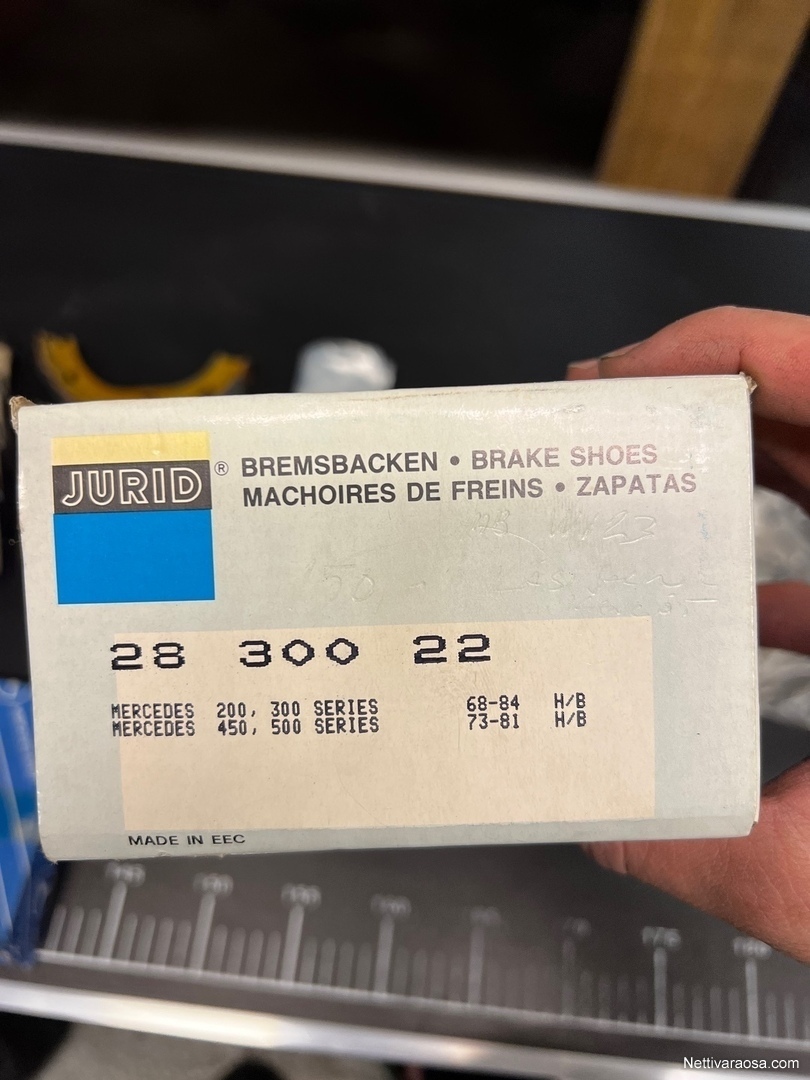 JURID ® BREMSBACKEN • BRAKE SHOES
MACHOIRES DE FREINS • ZAPATAS
28 300 22
MERCEDES 200, 300 SERIES 68-84 H/B
MERCEDES 450, 500 SERIES 73-81 H/B
MADE IN EEC
Nettivaraosa.com